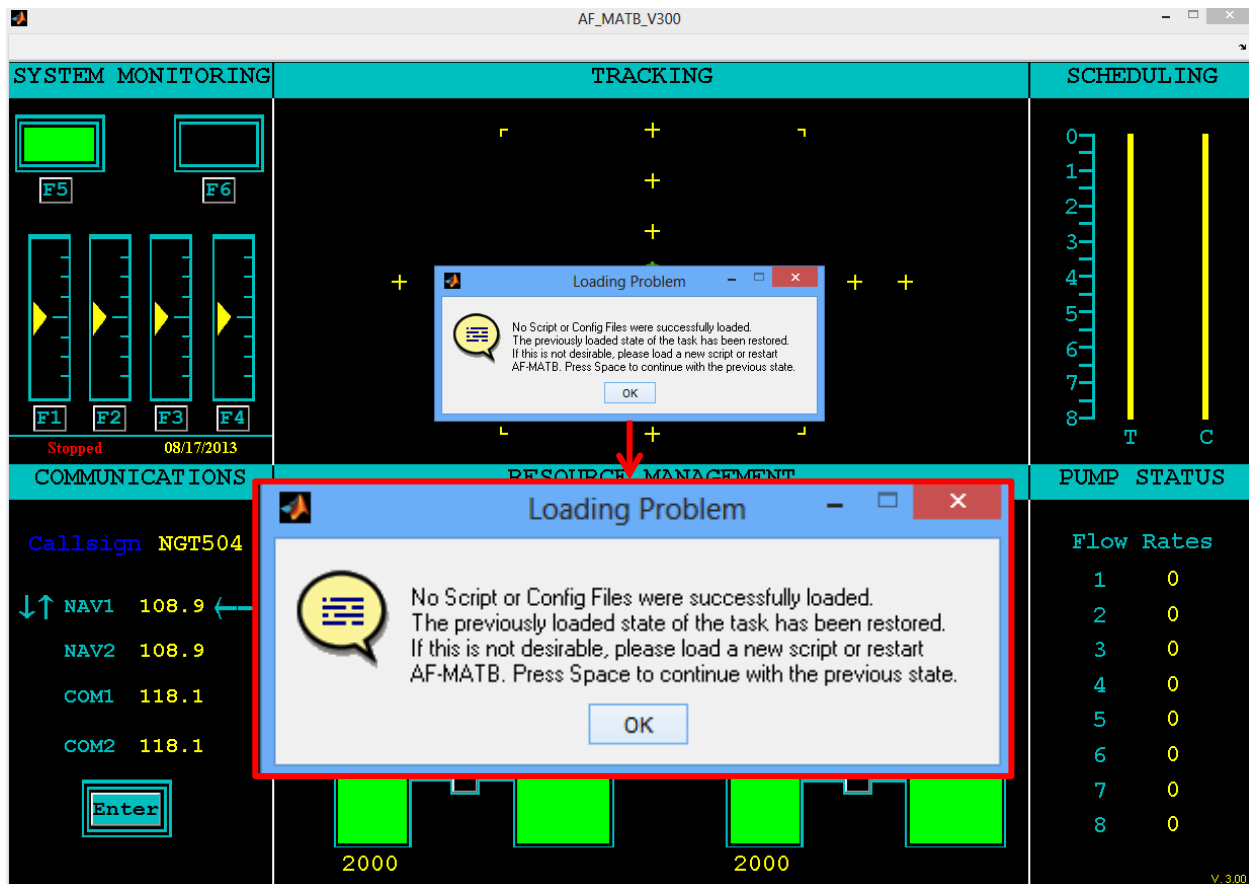 AF_MATB_V300
SYSTEM MONITORING
TRACKING
SCHEDULING
F5
F6
0
1
2
3
4
5
6
7
8
T
C
F1
F2
F3
F4
Stopped
08/17/2013
Loading Problem
No Script or Config Files were successfully loaded.
The previously loaded state of the task has been restored.
If this is not desirable, please load a new script or restart
AF-MATB. Press Space to continue with the previous state.
OK
COMMUNICATIONS
RESOURCE MANAGEMENT
PUMP STATUS
Callsign NGT504
NAV1 108.9
NAV2 108.9
COM1 118.1
COM2 118.1
Enter
Loading Problem
No Script or Config Files were successfully loaded.
The previously loaded state of the task has been restored.
If this is not desirable, please load a new script or restart
AF-MATB. Press Space to continue with the previous state.
OK
2000
2000
Flow Rates
1 0
2 0
3 0
4 0
5 0
6 0
7 0
8 0
V. 3.00